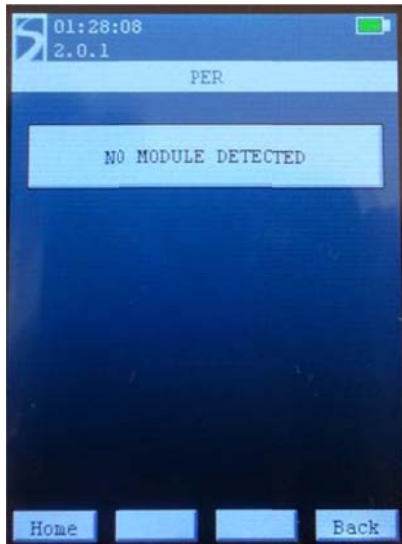 01:28:08
2.0.1
PER
NO MODULE DETECTED
Home
Back